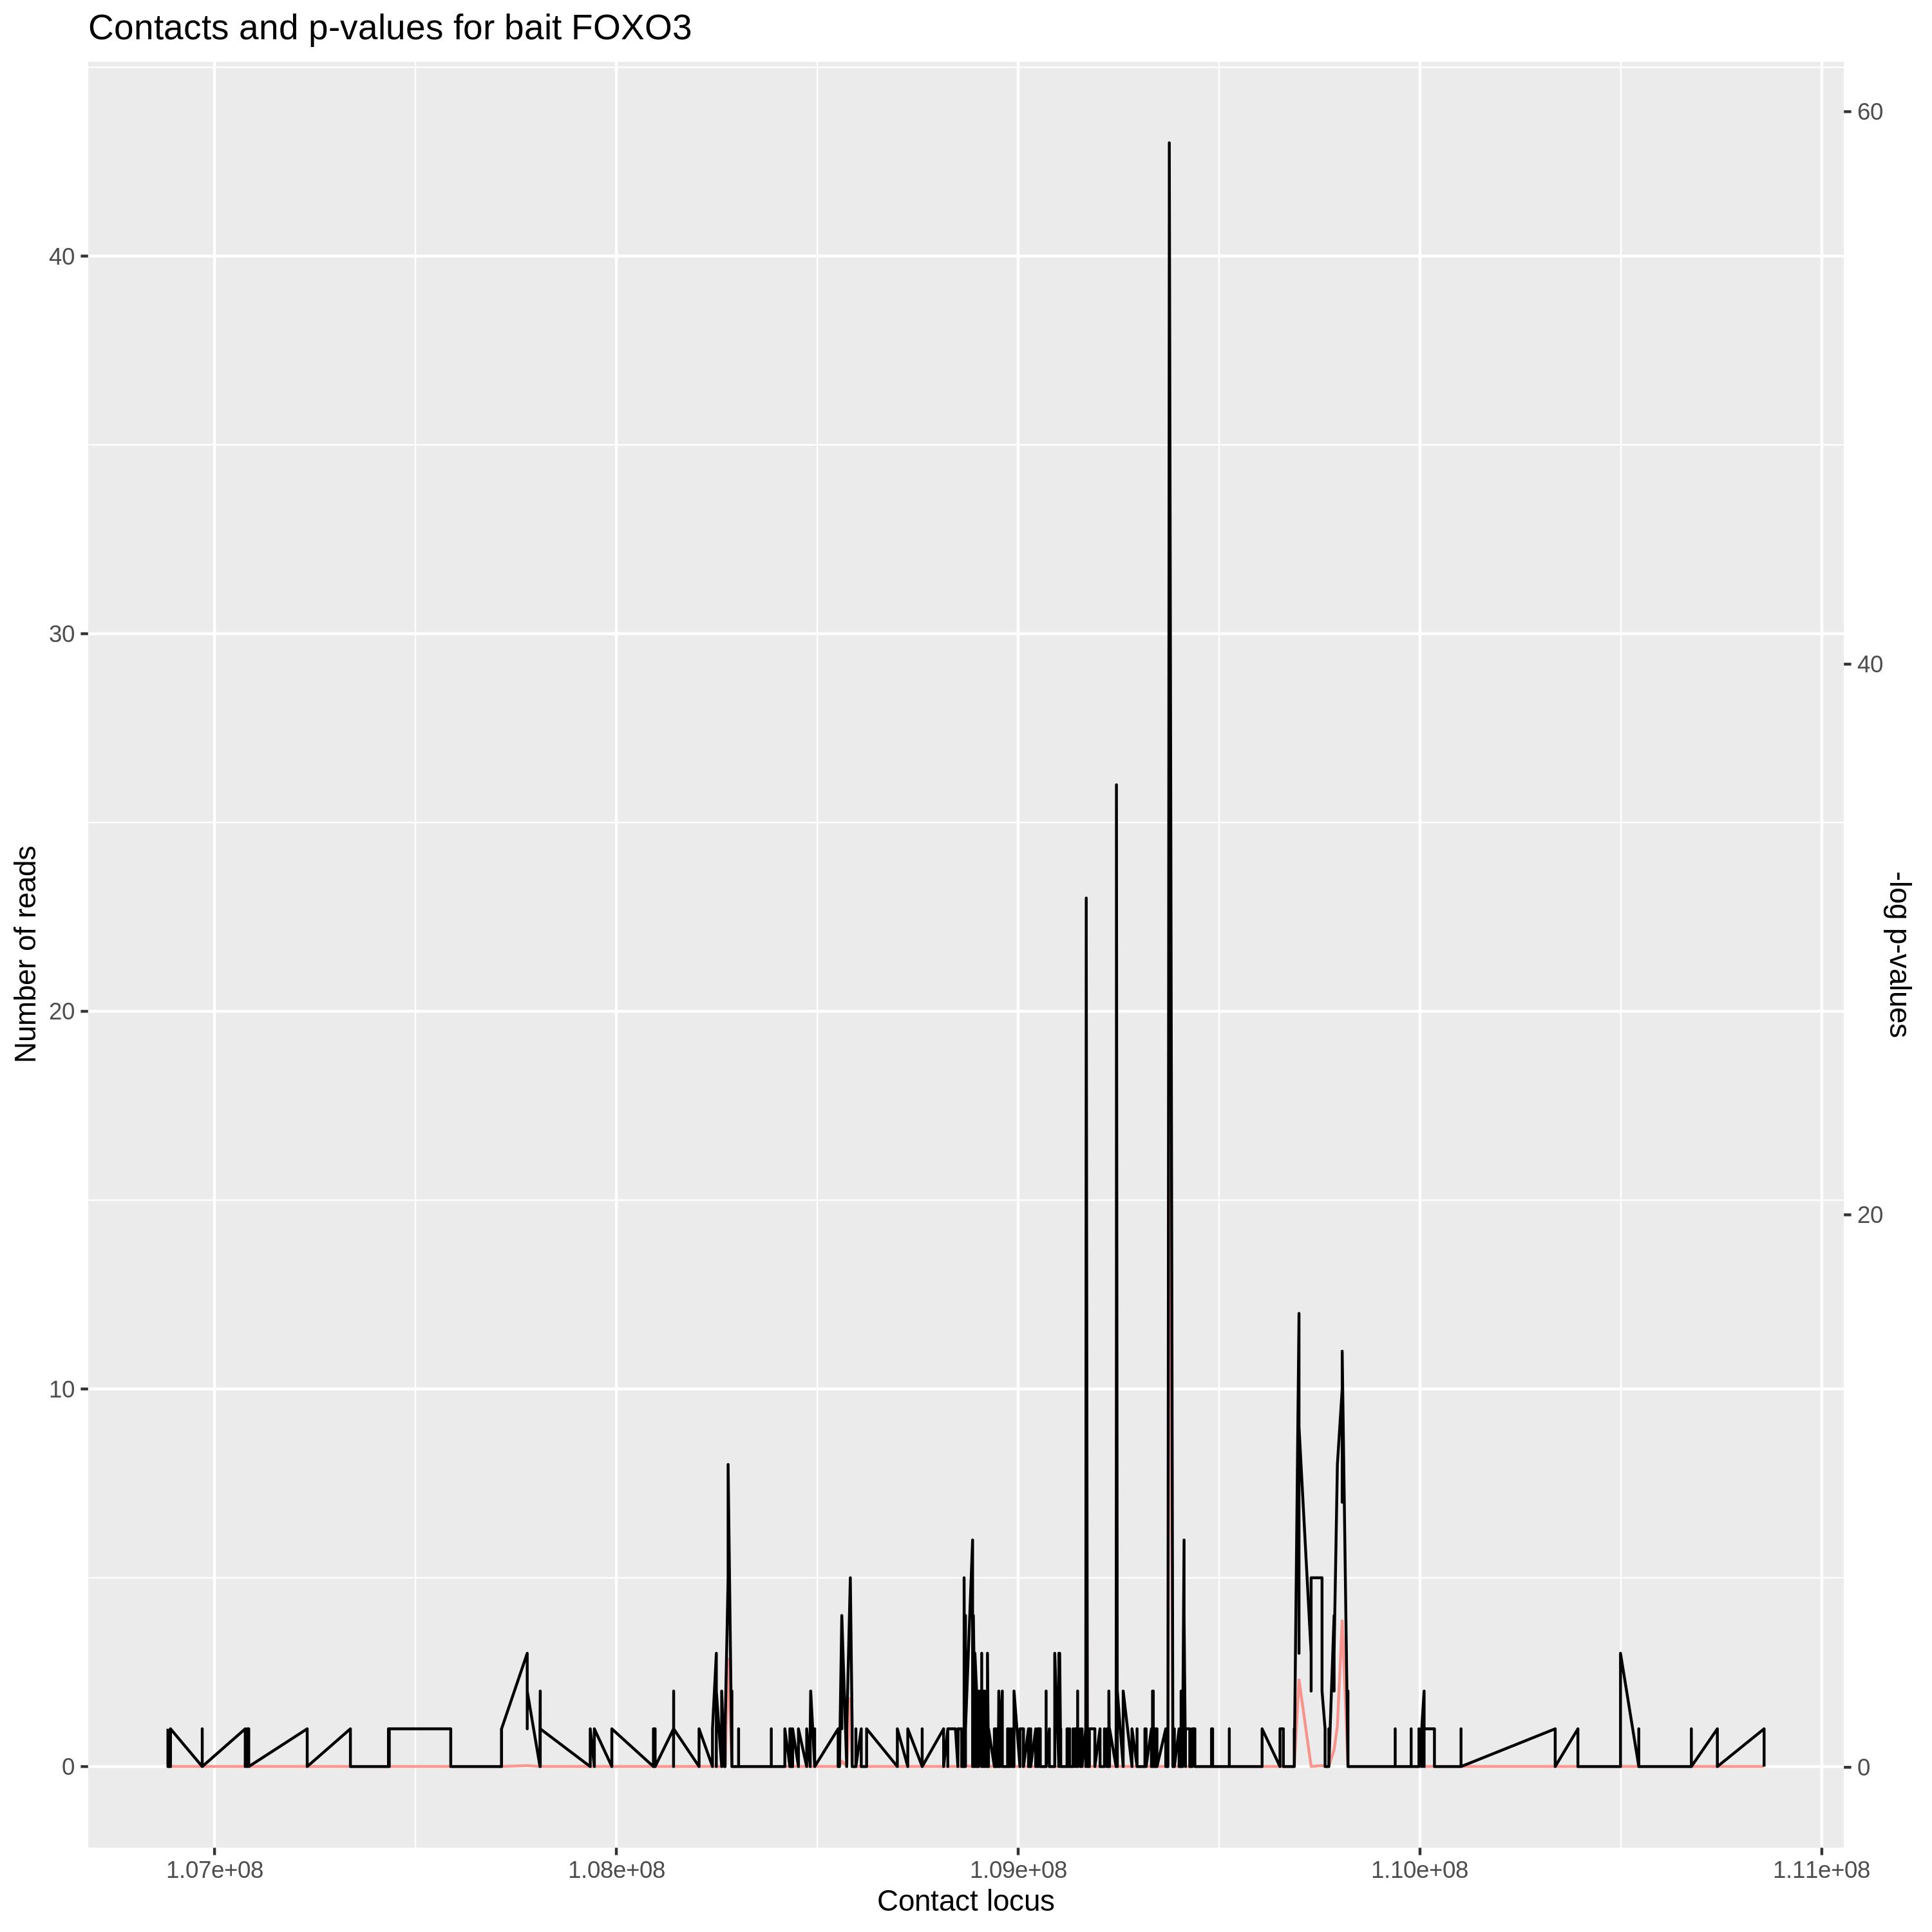 Contacts and p-values for bait FOXO3
60
40
40
30
20
20
10
0
0
Number of reads
-log p-values
1.07e+08
1.08e+08
1.09e+08
1.10e+08
1.11e+08
Contact locus